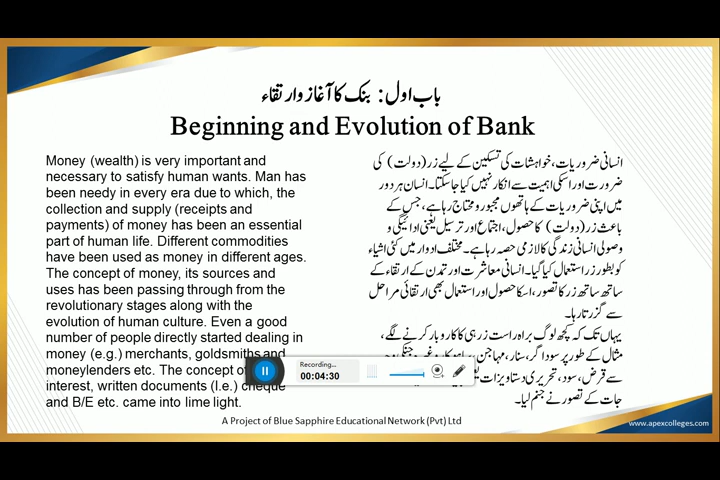 باب اول: بنک کا آغاز و ارتقاء
Beginning and Evolution of Bank
Money (wealth) is very important and
necessary to satisfy human wants. Man has
been needy in every era due to which, the
collection and supply (receipts and
payments) of money has been an essential
part of human life. Different commodities
have been used as money in different ages.
The concept of money, its sources and
uses has been passing through from the
revolutionary stages along with the
evolution of human culture. Even a good
number of people directly started dealing in
money (e.g.) merchants, goldsmiths and
moneylenders etc. The concept of
interest, written documents (I.e.) cheque
and B/E etc. came into lime light.
انسانی ضروریات، خواہشات کی تسکین کے لیے زر (دولت) کی
ضرورت اور اسکی اہمیت سے انکار نہیں کیا جاسکتا۔ انسان ہر دور
میں اپنی ضروریات کے ہاتھوں مجبور و محتاج رہا ہے، جس کے
باعث زر (دولت) کا حصول، اجتماع اور ترسیل یعنی ادائیگی و
وصولی انسانی زندگی کا لازمی حصہ رہا ہے۔ مختلف ادوار میں کئی اشیاء
کو بطور زر استعمال کیا گیا۔ انسانی معاشرت اور تمدن کے ارتقاء کے
ساتھ ساتھ زر کا تصور، اسکا حصول اور استعمال بھی ارتقائی مراحل
سے گزرتا رہا۔
یہاں تک کہ کچھ لوگ براہ راست زر ہی کا کاروبار کرنے لگے،
مثال کے طور پر سوداگر، سنار، مہاجن
سے قرض، سود، تحریری دستاویزات
جات کے تصور نے جنم لیا۔
Recording...
00:04:30
A Project of Blue Sapphire Educational Network (Pvt) Ltd
www.apexcolleges.com